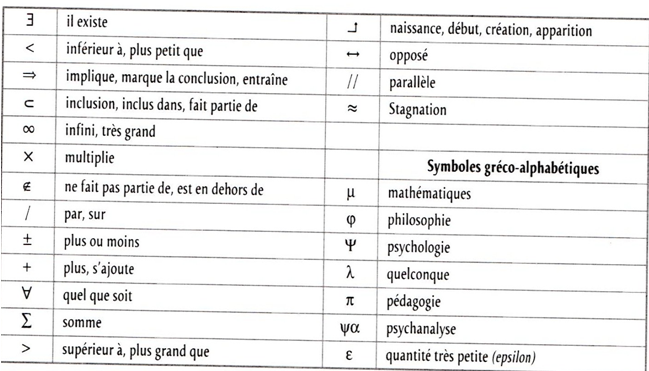 ∃ il existe
< inférieur à, plus petit que
⇒ implique, marque la conclusion, entraîne
⊂ inclusion, inclus dans, fait partie de
∞ infini, très grand
× multiplie
∉ ne fait pas partie de, est en dehors de
/ par, sur
± plus ou moins
+ plus, s'ajoute
∀ quel que soit
∑ somme
> supérieur à, plus grand que
⨼ naissance, début, création, apparition
↔ opposé
// parallèle
≈ Stagnation
Symboles gréco-alphabétiques
μ mathématiques
φ philosophie
Ψ psychologie
λ quelconque
π pédagogie
ψα psychanalyse
ε quantité très petite (epsilon)